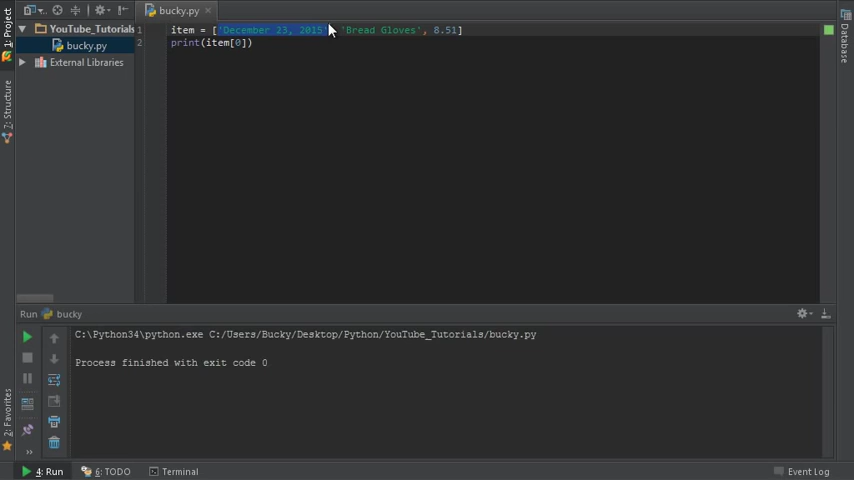 1: Project
7: Structure
2: Favorites
YouTube_Tutorials
bucky.py
External Libraries
bucky.py
1 item = ['December 23, 2015', 'Bread Gloves', 8.51]
2 print(item[0])
Database
Run bucky
C:\Python34\python.exe C:/Users/Bucky/Desktop/Python/YouTube_Tutorials/bucky.py
Process finished with exit code 0
4: Run
6: TODO
Terminal
Event Log